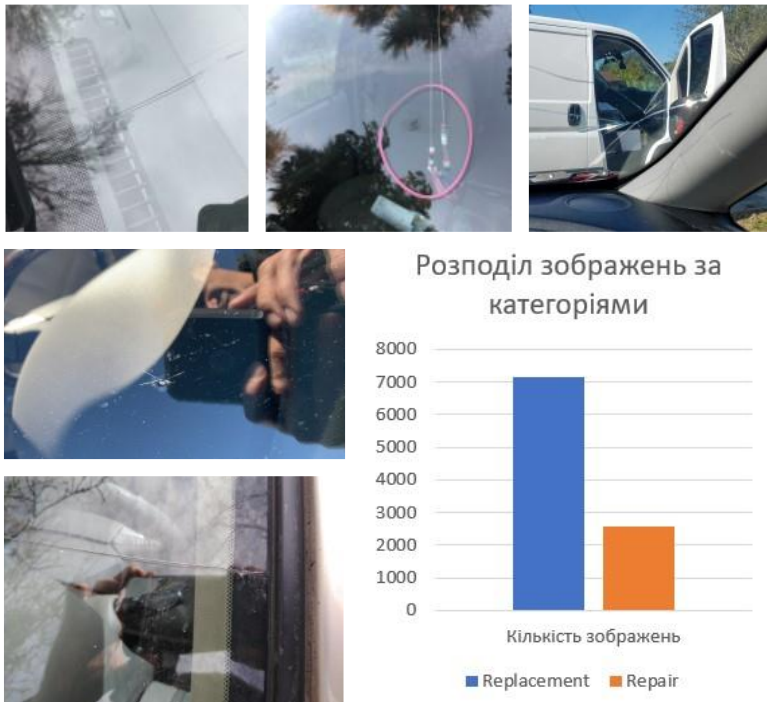 Розподіл зображень за
категоріями
8000
7000
6000
5000
4000
3000
2000
1000
0
Кількість зображень
Replacement Repair